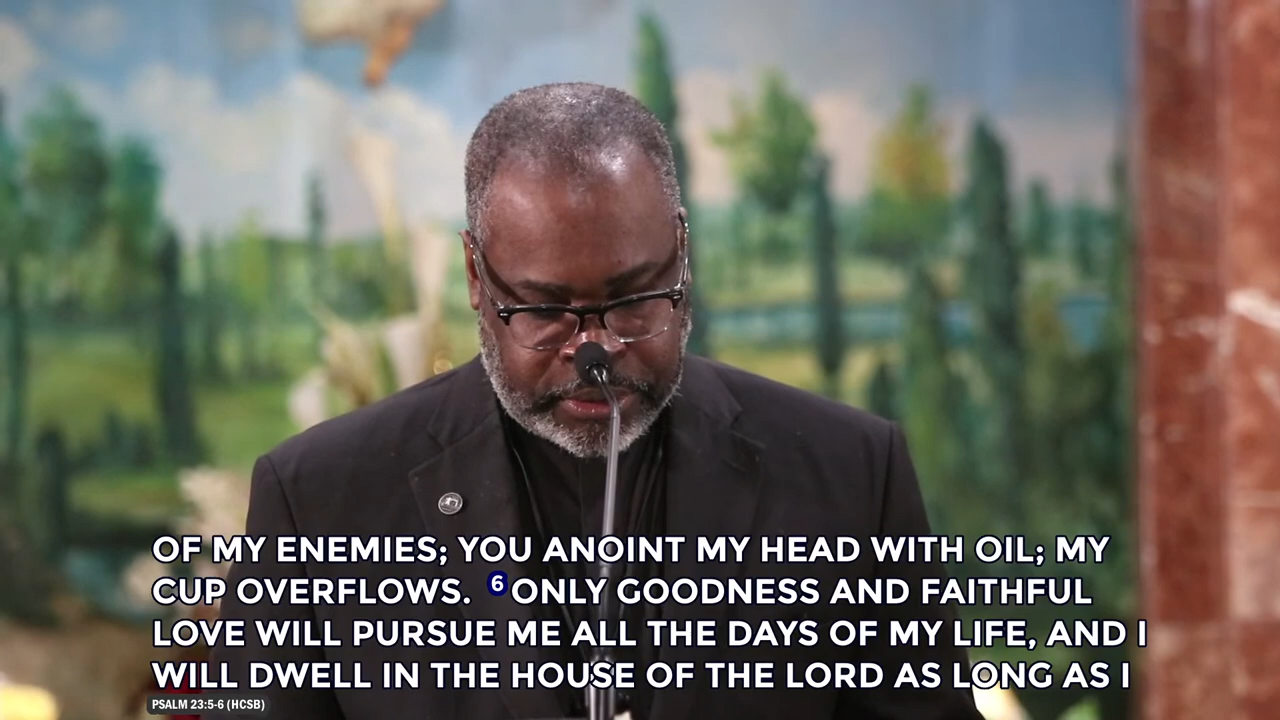 OF MY ENEMIES; YOU ANOINT MY HEAD WITH OIL; MY
CUP OVERFLOWS. 6 ONLY GOODNESS AND FAITHFUL
LOVE WILL PURSUE ME ALL THE DAYS OF MY LIFE, AND I
WILL DWELL IN THE HOUSE OF THE LORD AS LONG AS I
PSALM 23:5-6 (HCSB)